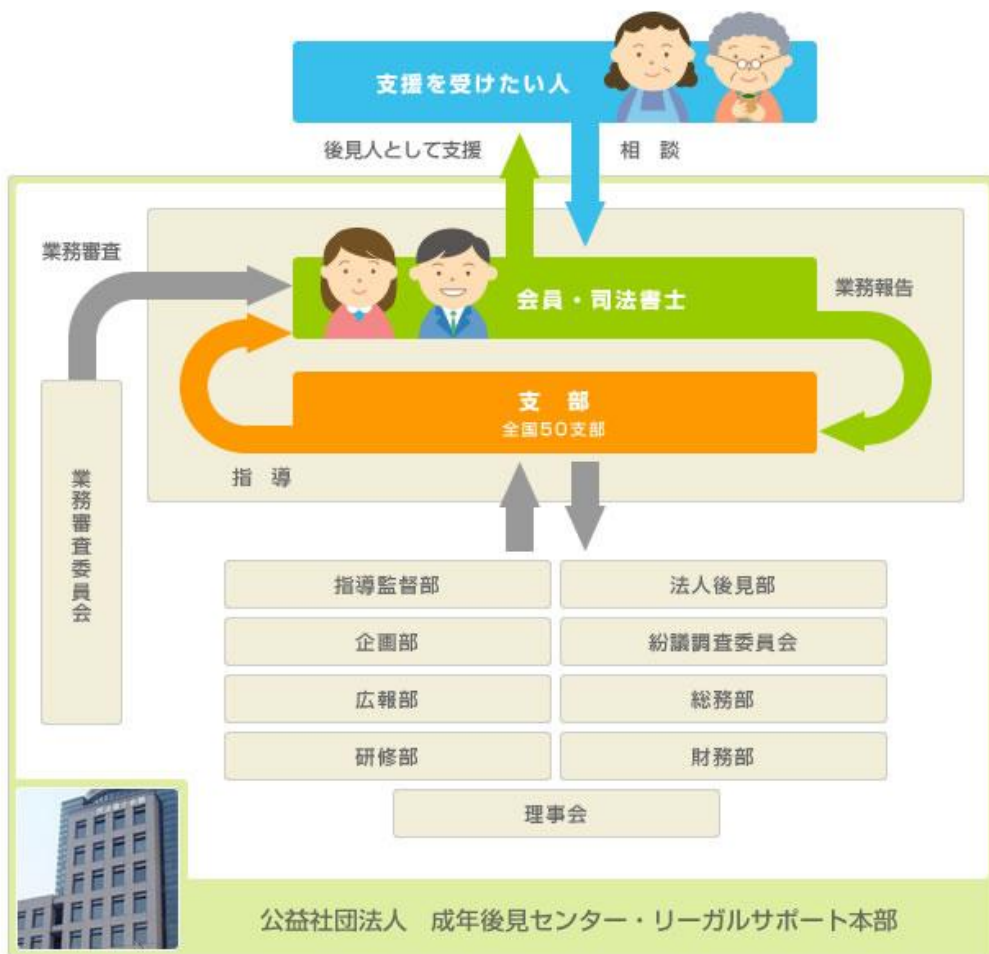 支援を受けたい人
後見人として支援
相 談
業務審査
会員・司法書士
業務報告
支 部
全国50支部
指 導
業務審査委員会
指導監督部
法人後見部
企画部
紛議調査委員会
広報部
総務部
研修部
財務部
理事会
公益社団法人 成年後見センター・リーガルサポート本部